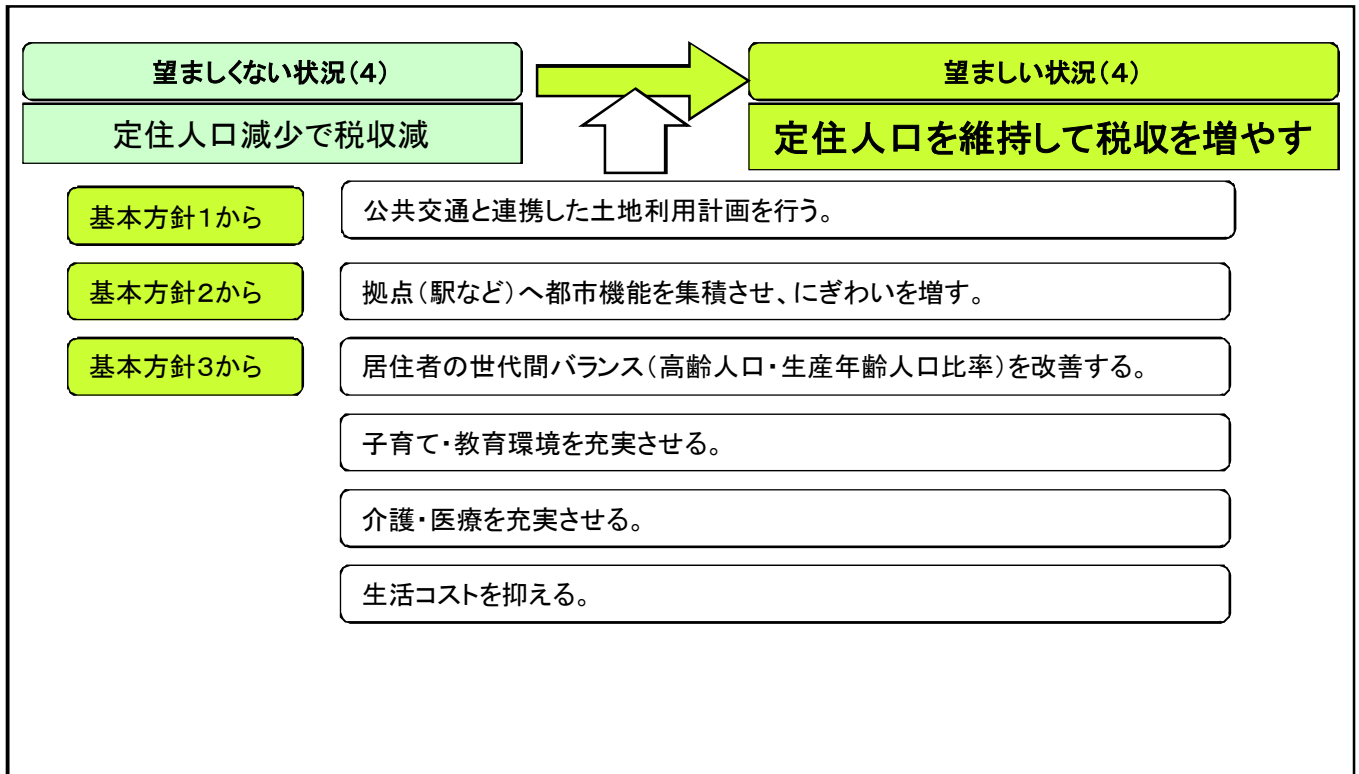 望ましくない状況(4)
望ましい状況(4)
定住人口減少で税収減
定住人口を維持して税収を増やす
基本方針1から
公共交通と連携した土地利用計画を行う。
基本方針2から
拠点(駅など)へ都市機能を集積させ、にぎわいを増す。
基本方針3から
居住者の世代間バランス(高齢人口・生産年齢人口比率)を改善する。
子育て・教育環境を充実させる。
介護・医療を充実させる。
生活コストを抑える。